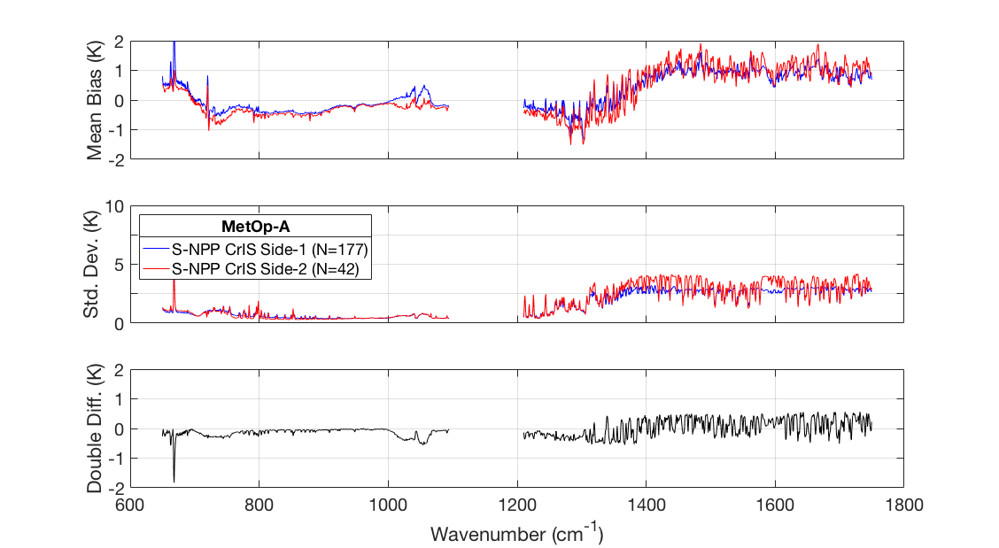 2
1
0
-1
-2
Mean Bias (K)
10
5
0
Std. Dev. (K)
MetOp-A
S-NPP CrIS Side-1 (N=177)
S-NPP CrIS Side-2 (N=42)
2
1
0
-1
-2
Double Diff. (K)
600 800 1000 1200 1400 1600 1800
Wavenumber (cm⁻¹)